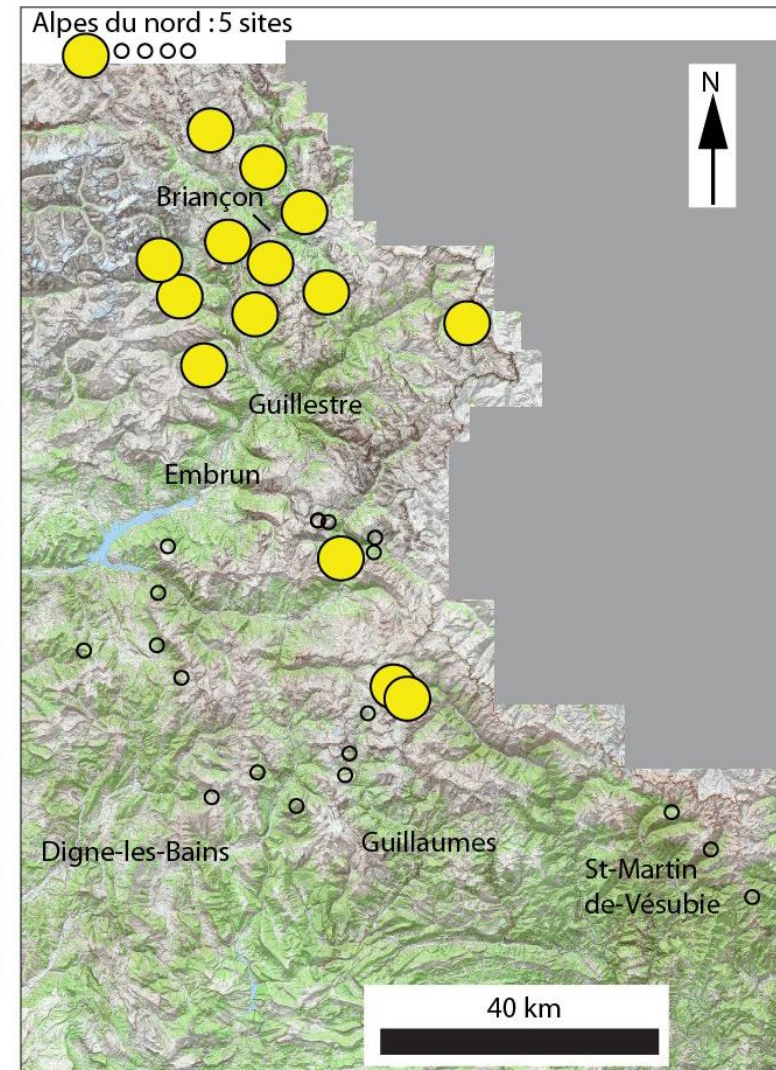 Alpes du nord : 5 sites
N
Briançon
Guillestre
Embrun
Digne-les-Bains
Guillaumes
St-Martin
de-Vésubie
40 km